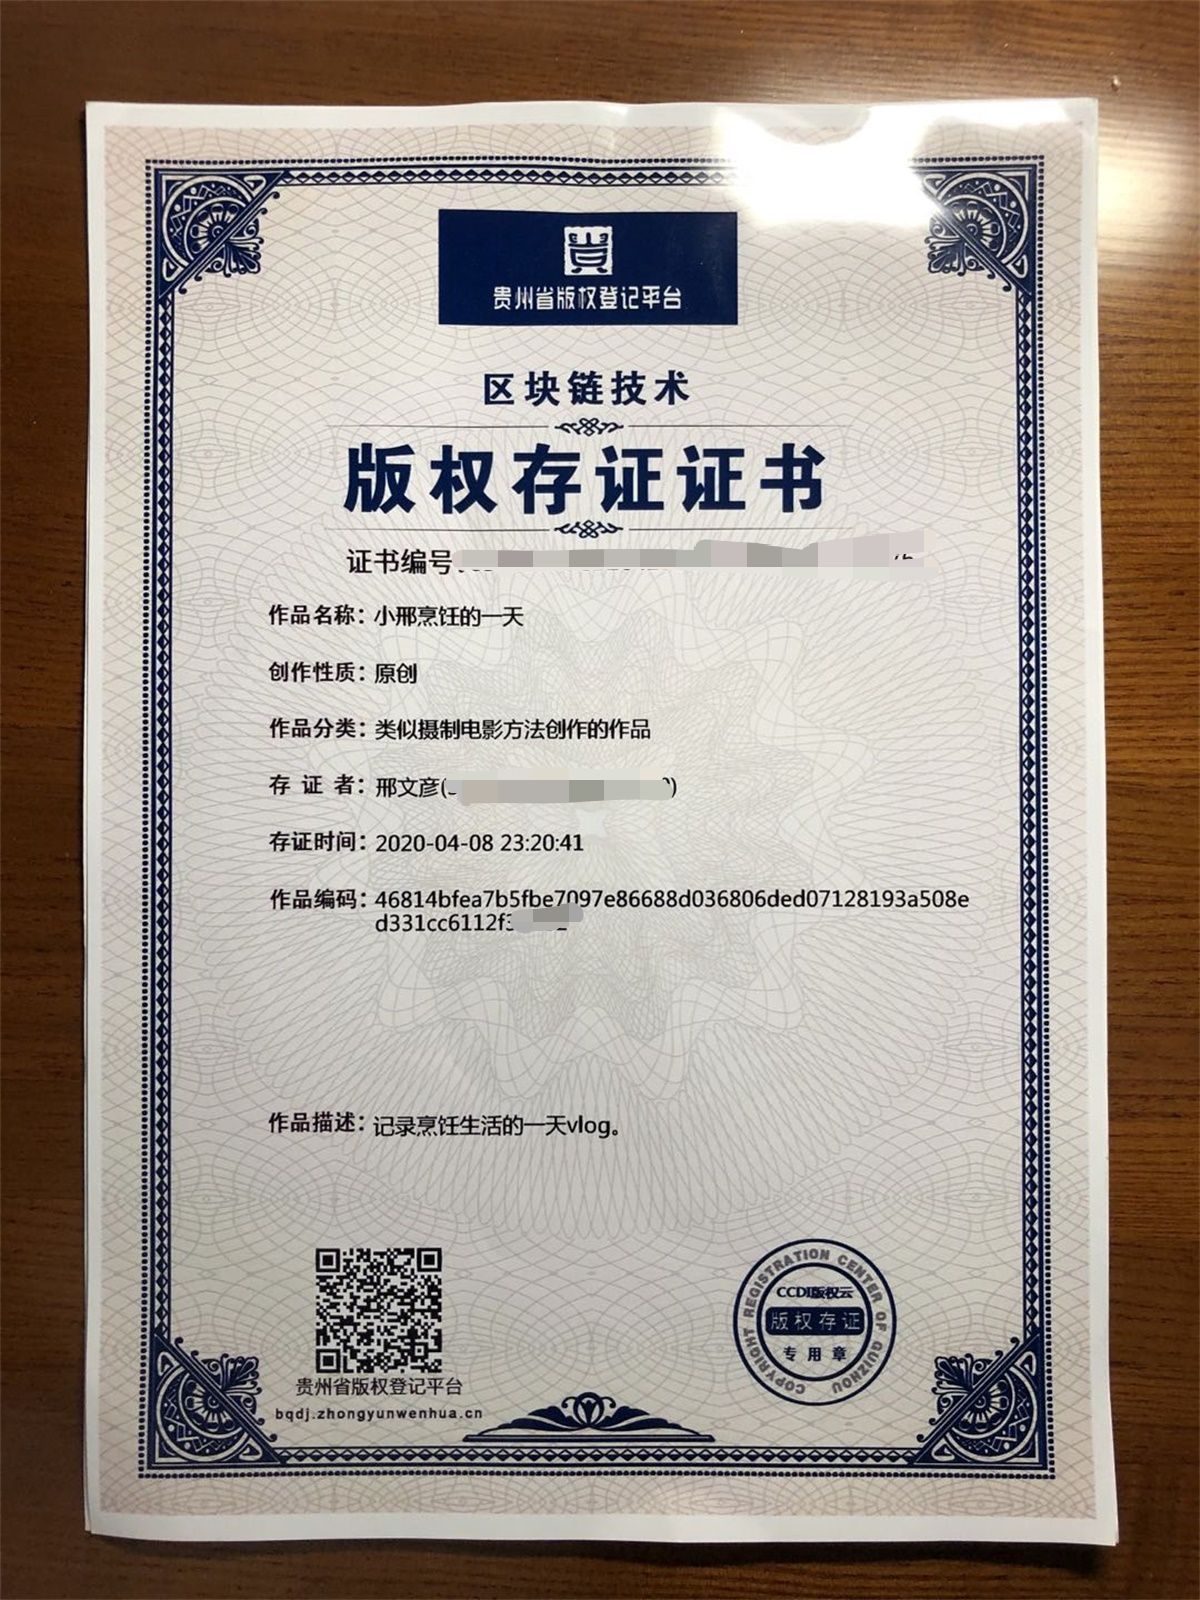 贵州省版权登记平台
区块链技术
版权存证证书
证书编号
作品名称：小邢烹饪的一天
创作性质：原创
作品分类：类似摄制电影方法创作的作品
存证者：邢文彦(
存证时间：2020-04-08 23:20:41
作品编码：46814bfea7b5fbe7097e86688d036806ded07128193a508e
d331cc6112f3
作品描述：记录烹饪生活的一天vlog。
贵州省版权登记平台
bqdj.zhongyunwenhua.cn
COPYRIGHT REGISTRATION CENTER OF GUIZHOU
CCDI版权云
版权存证
专用章